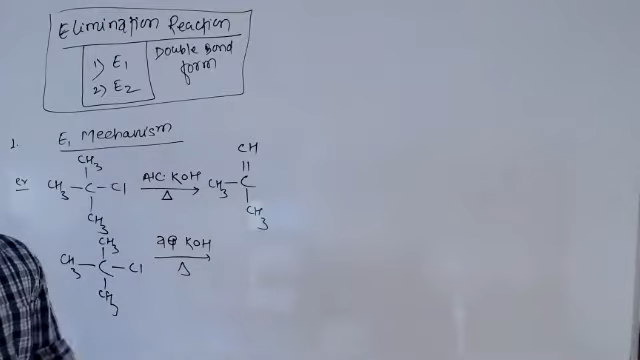 Elimination Reaction
1) E1
2) E2
Double Bond
form
1. E1 Mechanism
ex
CH3
CH3 – C – Cl
CH3
Alc. KOH
Δ
CH
||
CH3 – C
CH3
CH3
CH3 – C – Cl
CH3
KOH
Δ